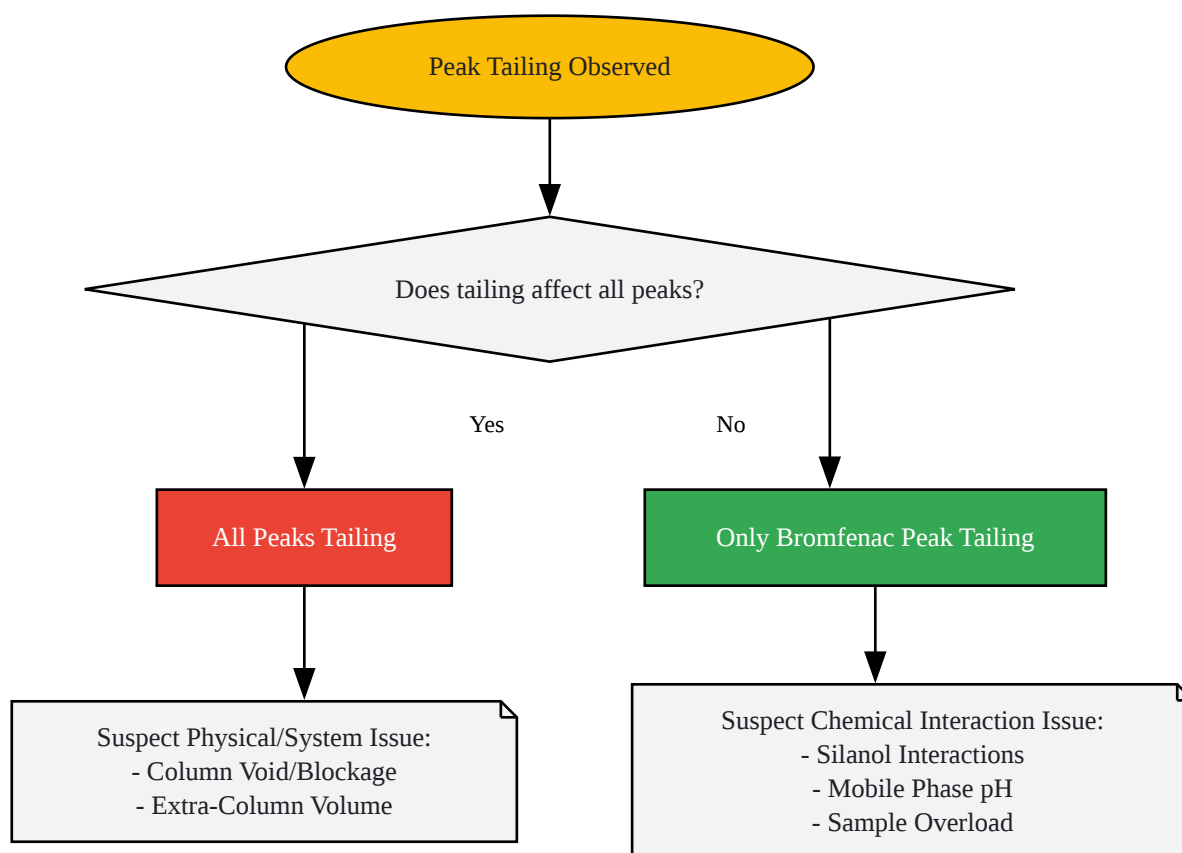 Peak Tailing Observed
Does tailing affect all peaks?
Yes
No
All Peaks Tailing
Only Bromfenac Peak Tailing
Suspect Physical/System Issue:
- Column Void/Blockage
- Extra-Column Volume
Suspect Chemical Interaction Issue:
- Silanol Interactions
- Mobile Phase pH
- Sample Overload